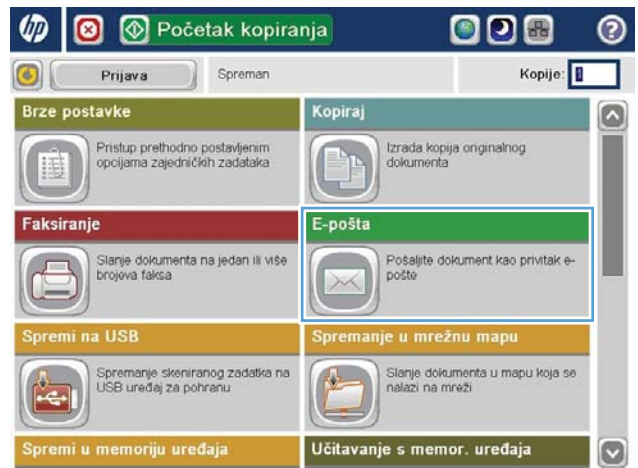 hp
Početak kopiranja
?
Prijava
Spreman
Kopije: 1
Brze postavke
Kopiraj
Pristup prethodno postavljenim
opcijama zajedničkih zadataka
Izrada kopija originalnog
dokumenta
Faksiranje
E-pošta
Slanje dokumenta na jedan ili više
brojeva faksa
Pošaljite dokument kao privitak e-
pošte
Spremi na USB
Spremanje u mrežnu mapu
Spremanje skeniranog zadatka na
USB uređaj za pohranu
Slanje dokumenta u mapu koja se
nalazi na mreži
Spremi u memoriju uređaja
Učitavanje s memor. uređaja